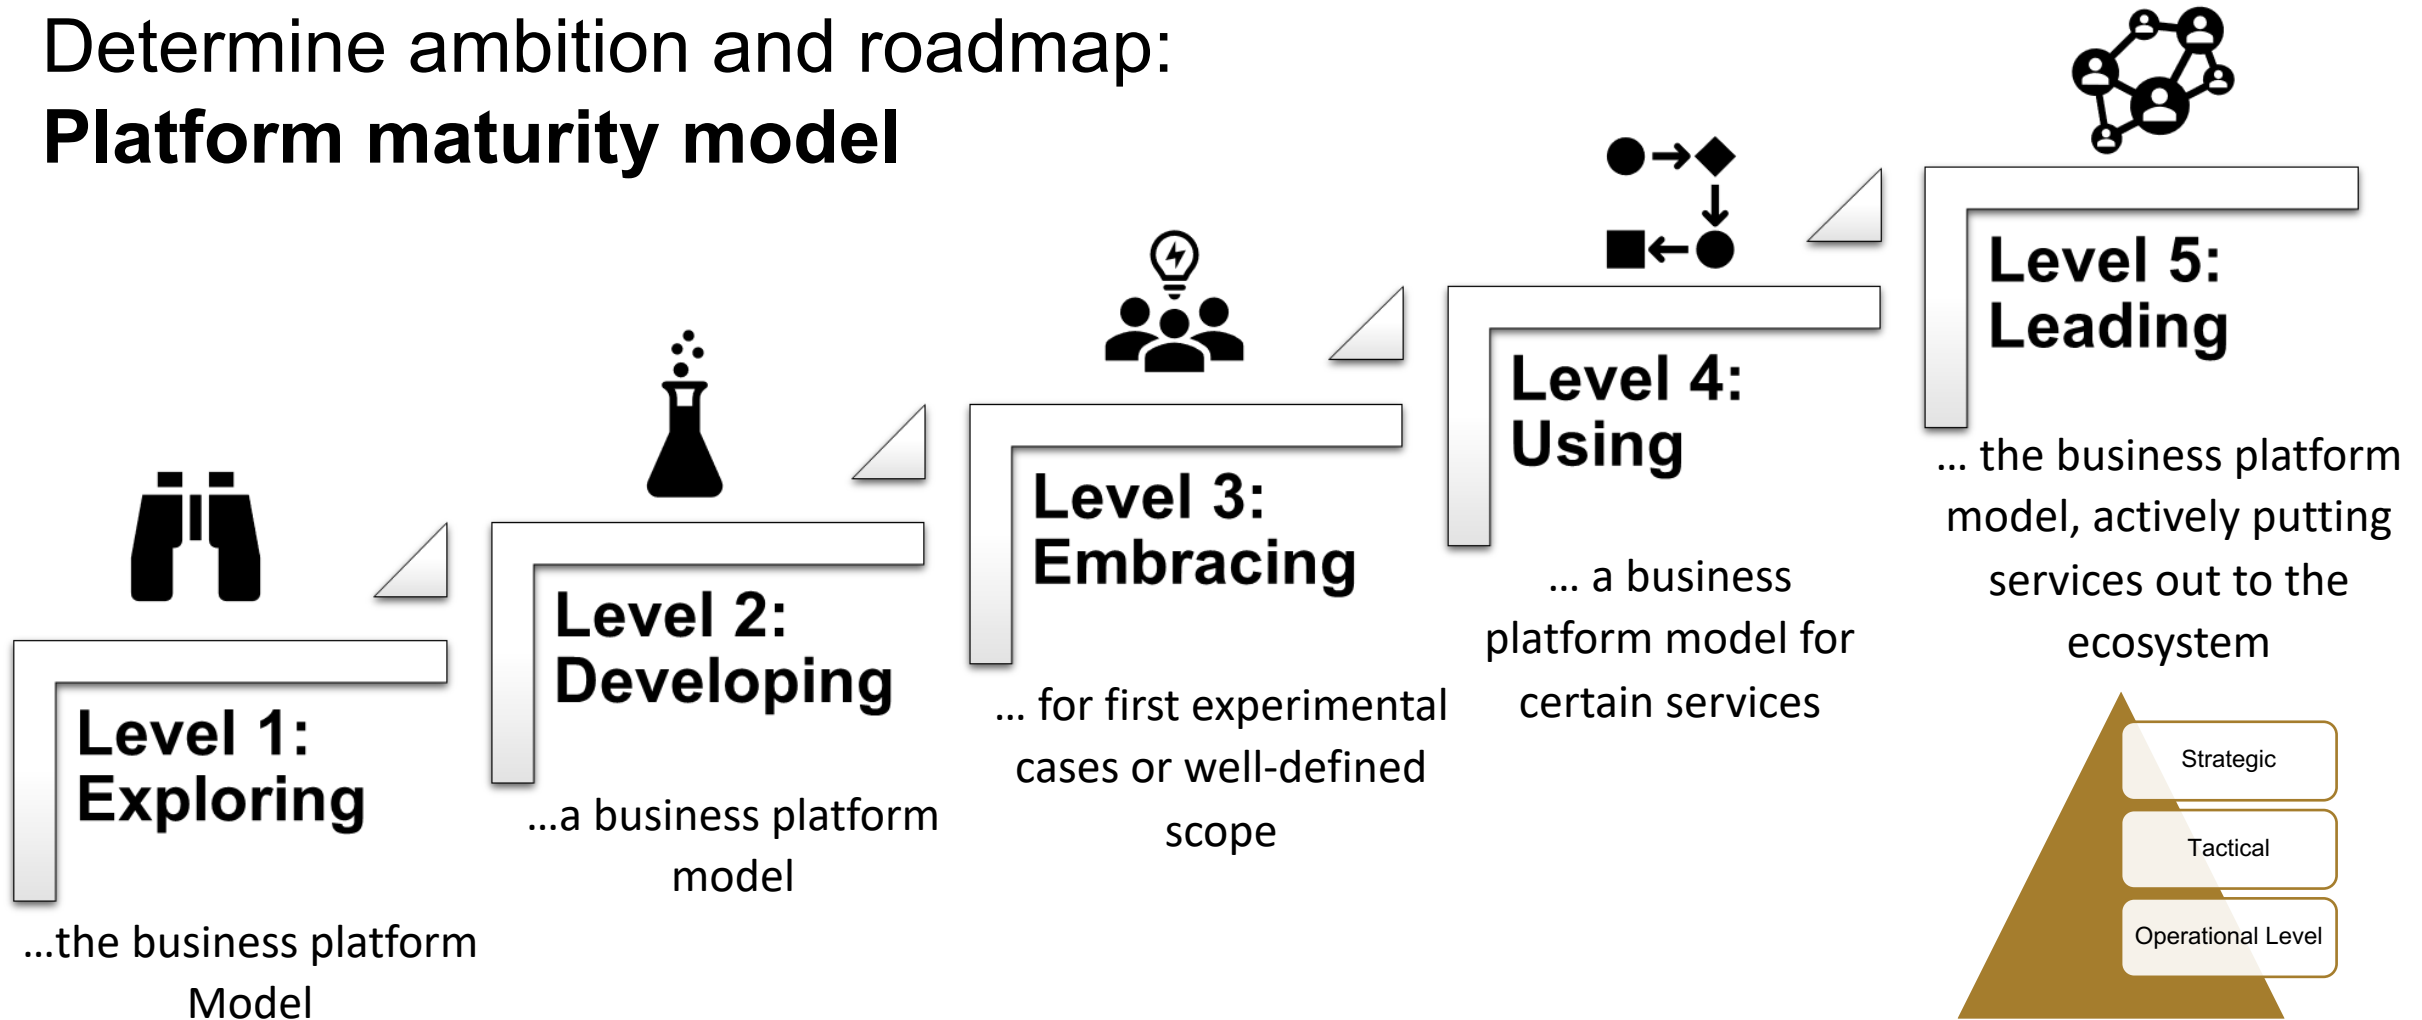 Determine ambition and roadmap:
Platform maturity model
Level 1:
Exploring
...the business platform
Model
Level 2:
Developing
...a business platform
model
Level 3:
Embracing
... for first experimental
cases or well-defined
scope
Level 4:
Using
... a business
platform model for
certain services
Level 5:
Leading
... the business platform
model, actively putting
services out to the
ecosystem
Strategic
Tactical
Operational Level